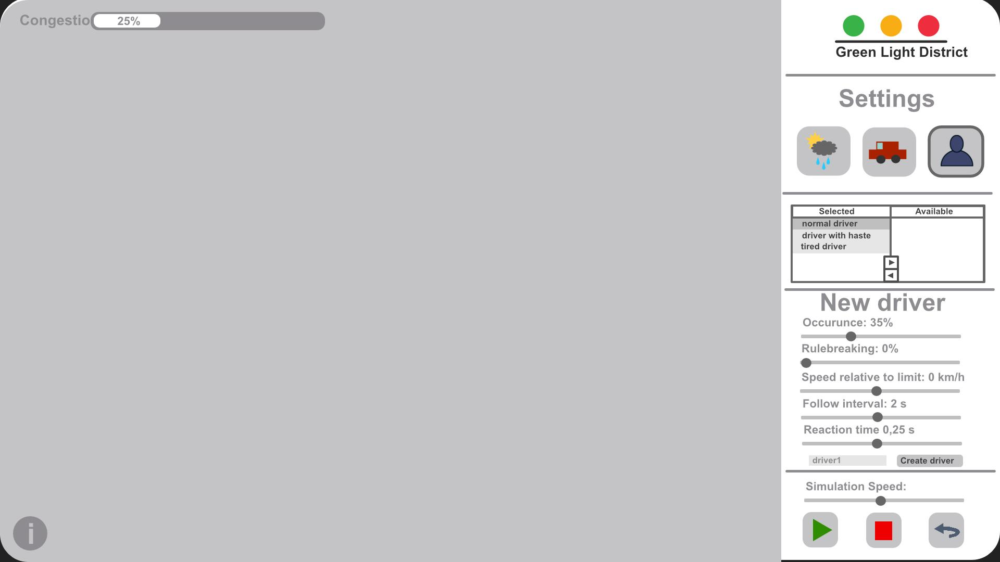 Congestio
25%
Green Light District
Settings
Selected
Available
normal driver
driver with haste
tired driver
New driver
Occurunce: 35%
Rulebreaking: 0%
Speed relative to limit: 0 km/h
Follow interval: 2 s
Reaction time 0,25 s
driver1
Create driver
Simulation Speed:
i